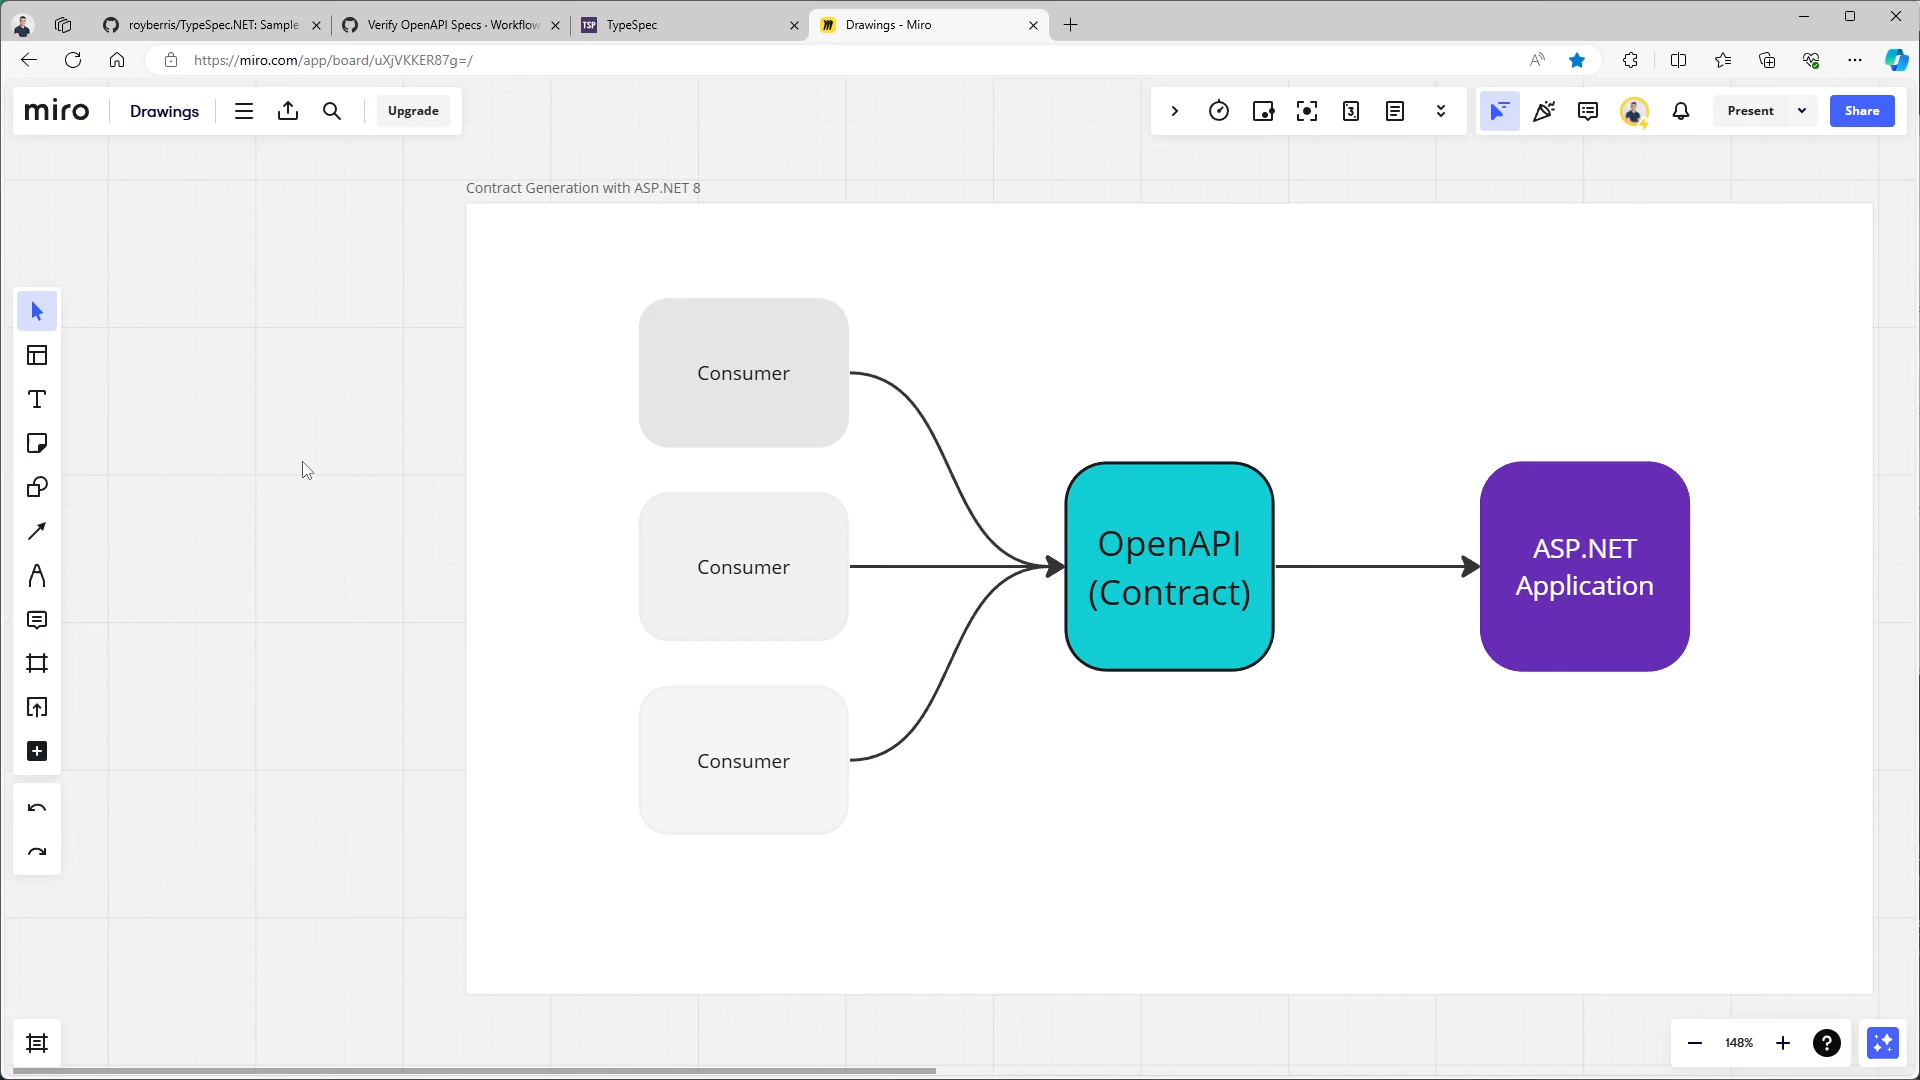 royberris/TypeSpec.NET: Sample
Verify OpenAPI Specs · Workflow
TSP TypeSpec
Drawings - Miro
https://miro.com/app/board/uXjVKKER87g=/
miro
Drawings
Upgrade
Present
Share
Contract Generation with ASP.NET 8
Consumer
Consumer
Consumer
OpenAPI
(Contract)
ASP.NET
Application
148%